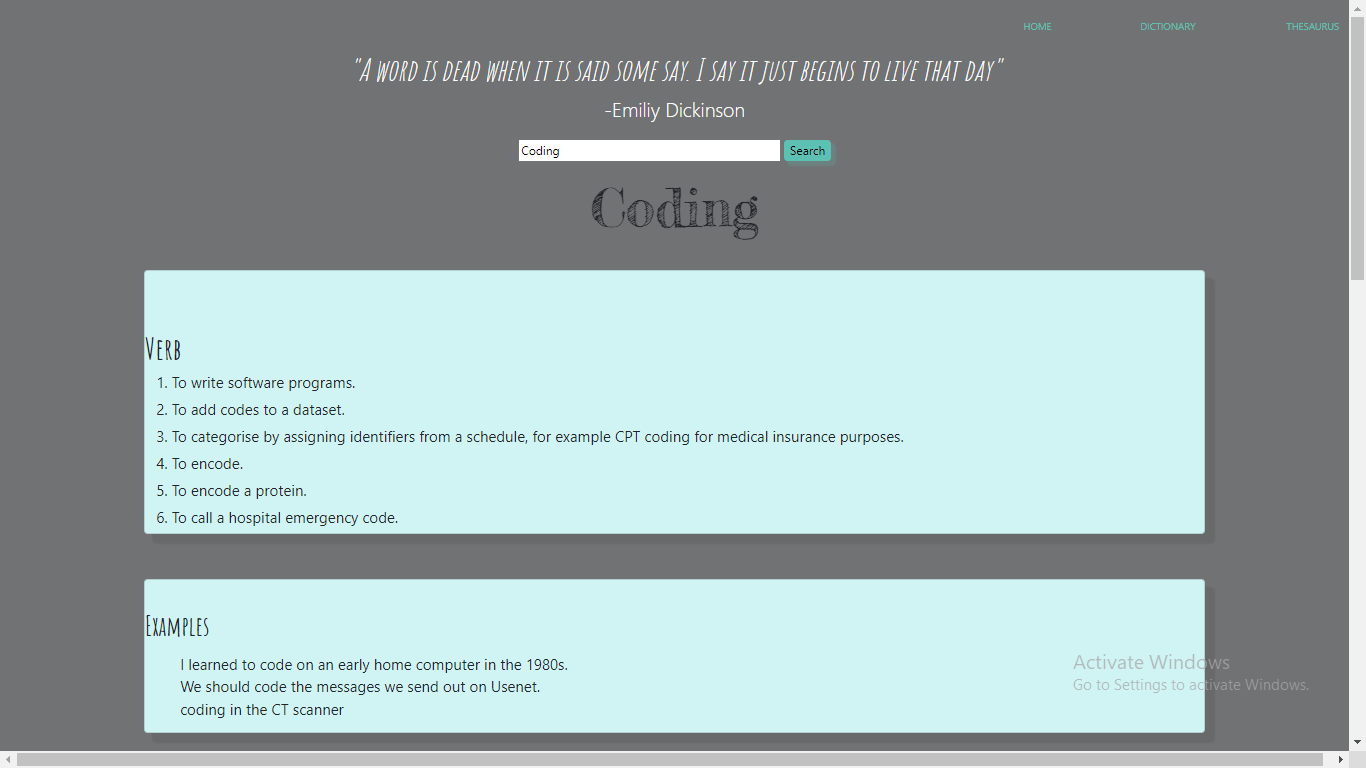 HOME DICTIONARY THESAURUS
"A word is dead when it is said some say. I say it just begins to live that day"
-Emiliy Dickinson
Coding Search
Coding
Verb
1. To write software programs.
2. To add codes to a dataset.
3. To categorise by assigning identifiers from a schedule, for example CPT coding for medical insurance purposes.
4. To encode.
5. To encode a protein.
6. To call a hospital emergency code.
Examples
I learned to code on an early home computer in the 1980s.
We should code the messages we send out on Usenet.
coding in the CT scanner
Activate Windows
Go to Settings to activate Windows.